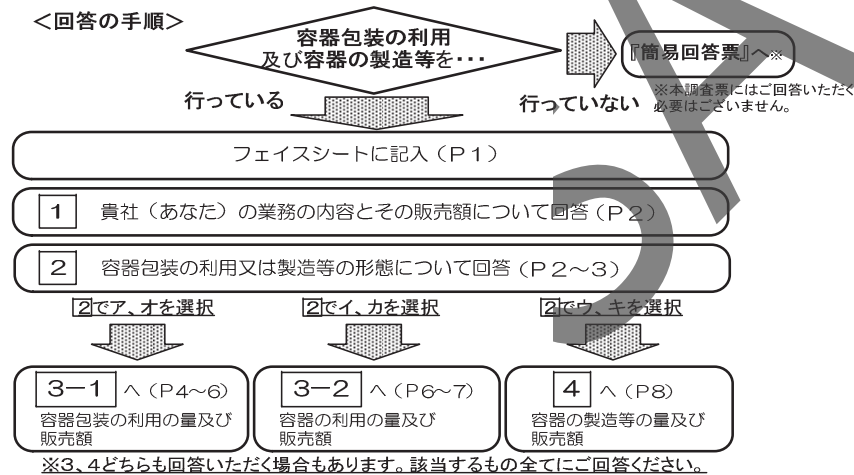 ＜回答の手順＞
容器包装の利用
及び容器の製造等を･･･
『簡易回答票』へ※
※本調査票にはご回答いただく
必要はございません。
行っている
行っていない
フェイスシートに記入（P１）
1 貴社（あなた）の業務の内容とその販売額について回答（P２）
2 容器包装の利用又は製造等の形態について回答（P２～３）
2でア、オを選択
2でイ、カを選択
2でウ、キを選択
3－1 へ（P4～6）
容器包装の利用の量及び
販売額
3－2 へ（P6～7）
容器の利用の量及び
販売額
4 へ（P8）
容器の製造等の量及び
販売額
※３、４どちらも回答いただく場合もあります。該当するもの全てにご回答ください。